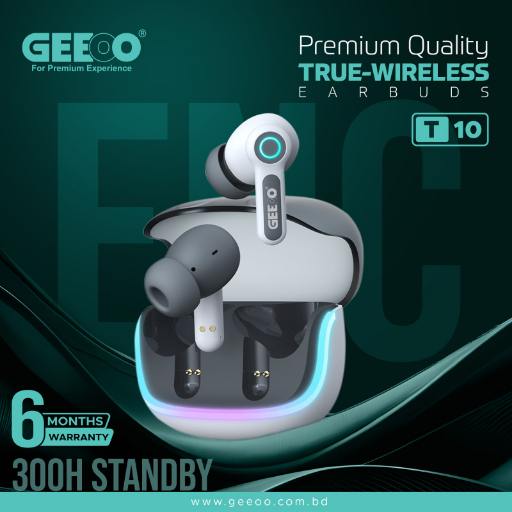 GEEOO®
For Premium Experience
Premium Quality
TRUE-WIRELESS
EARBUDS
T 10
ENC
GEEOO
6 MONTHS
WARRANTY
300H STANDBY
www.geeoo.com.bd